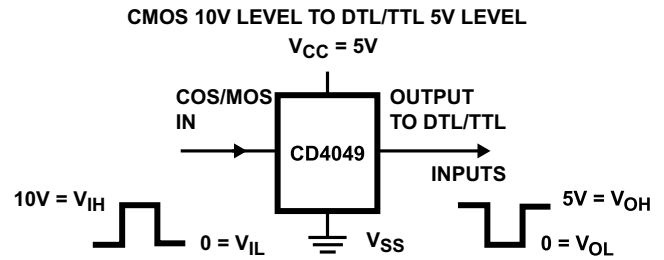 CMOS 10V LEVEL TO DTL/TTL 5V LEVEL
VCC = 5V
COS/MOS
IN
OUTPUT
TO DTL/TTL
CD4049
INPUTS
10V = VIH
0 = VIL
VSS
5V = VOH
0 = VOL